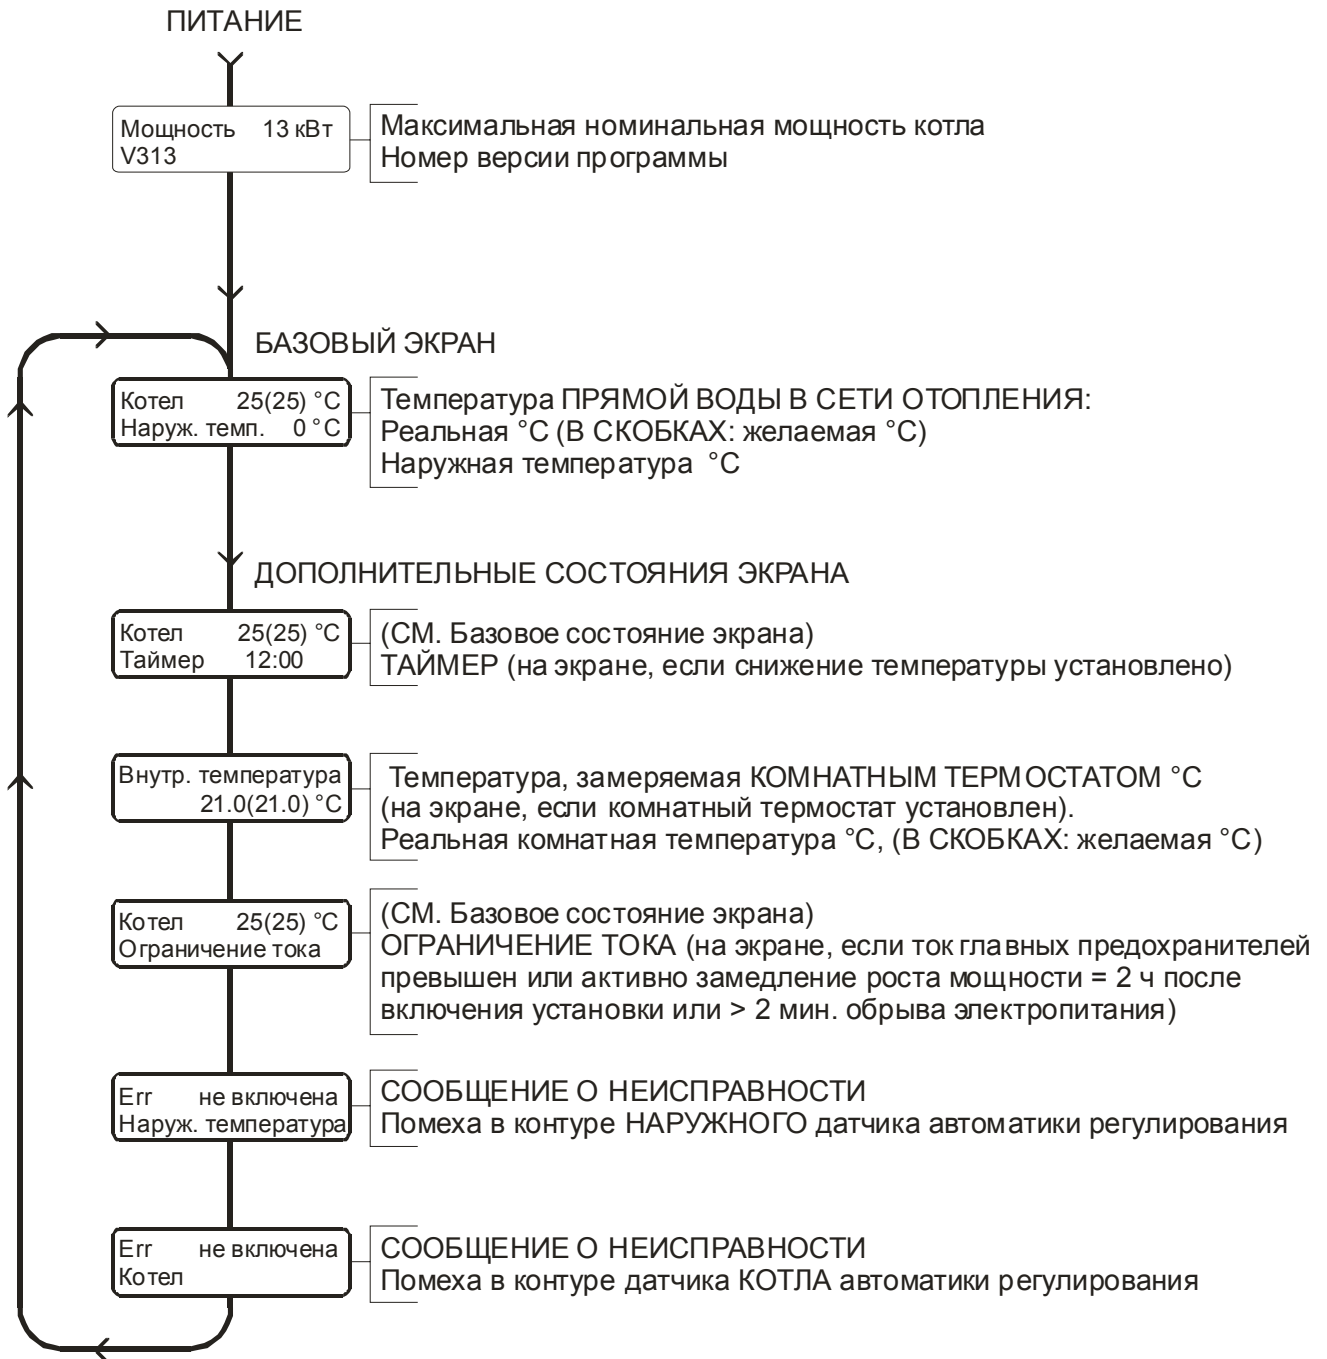 ПИТАНИЕ
Мощность 13 кВт
V313
Максимальная номинальная мощность котла
Номер версии программы
БАЗОВЫЙ ЭКРАН
Котел 25(25) °C
Наруж. темп. 0 °C
Температура ПРЯМОЙ ВОДЫ В СЕТИ ОТОПЛЕНИЯ:
Реальная °C (В СКОБКАХ: желаемая °C)
Наружная температура °C
ДОПОЛНИТЕЛЬНЫЕ СОСТОЯНИЯ ЭКРАНА
Котел 25(25) °C
Таймер 12:00
(СМ. Базовое состояние экрана)
ТАЙМЕР (на экране, если снижение температуры установлено)
Внутр. температура
21.0(21.0) °C
Температура, замеряемая КОМНАТНЫМ ТЕРМОСТАТОМ °C
(на экране, если комнатный термостат установлен).
Реальная комнатная температура °C, (В СКОБКАХ: желаемая °C)
Котел 25(25) °C
Ограничение тока
(СМ. Базовое состояние экрана)
ОГРАНИЧЕНИЕ ТОКА (на экране, если ток главных предохранителей
превышен или активно замедление роста мощности = 2 ч после
включения установки или > 2 мин. обрыва электропитания)
Err не включена
Наруж. температура
СООБЩЕНИЕ О НЕИСПРАВНОСТИ
Помеха в контуре НАРУЖНОГО датчика автоматики регулирования
Err не включена
Котел
СООБЩЕНИЕ О НЕИСПРАВНОСТИ
Помеха в контуре датчика КОТЛА автоматики регулирования